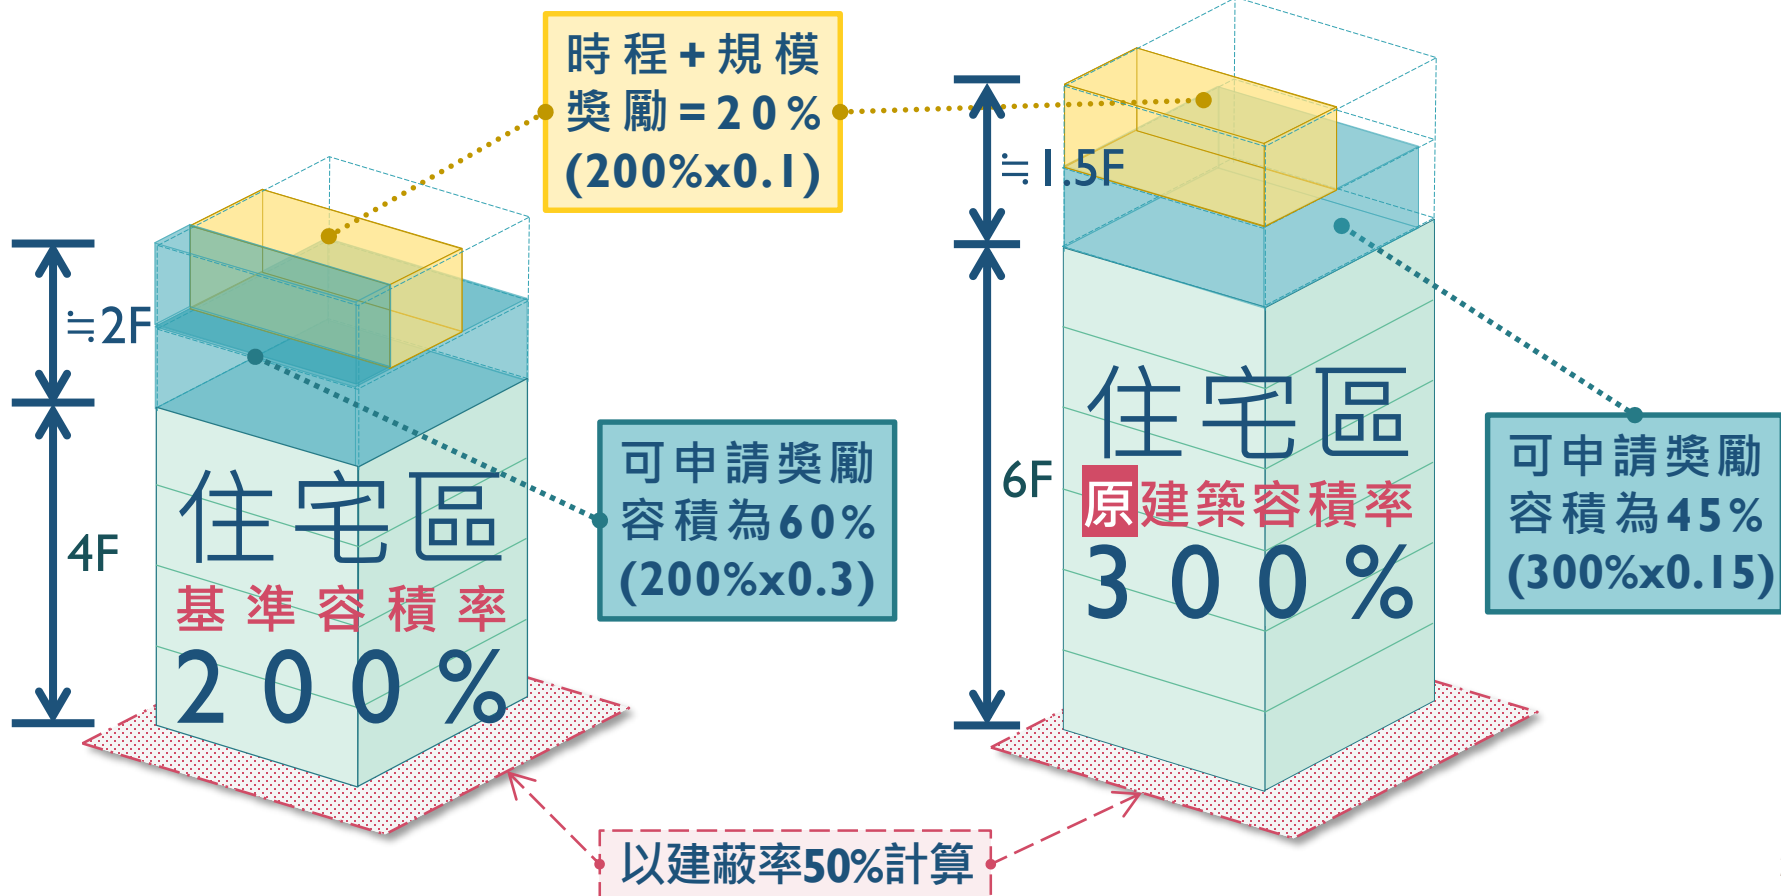 時程+規模
獎勵=20%
(200%x0.1)
≒2F
4F
住宅區
基準容積率
200%
可申請獎勵
容積為60%
(200%x0.3)
≒1.5F
6F
住宅區
原建築容積率
300%
可申請獎勵
容積為45%
(300%x0.15)
以建蔽率50%計算